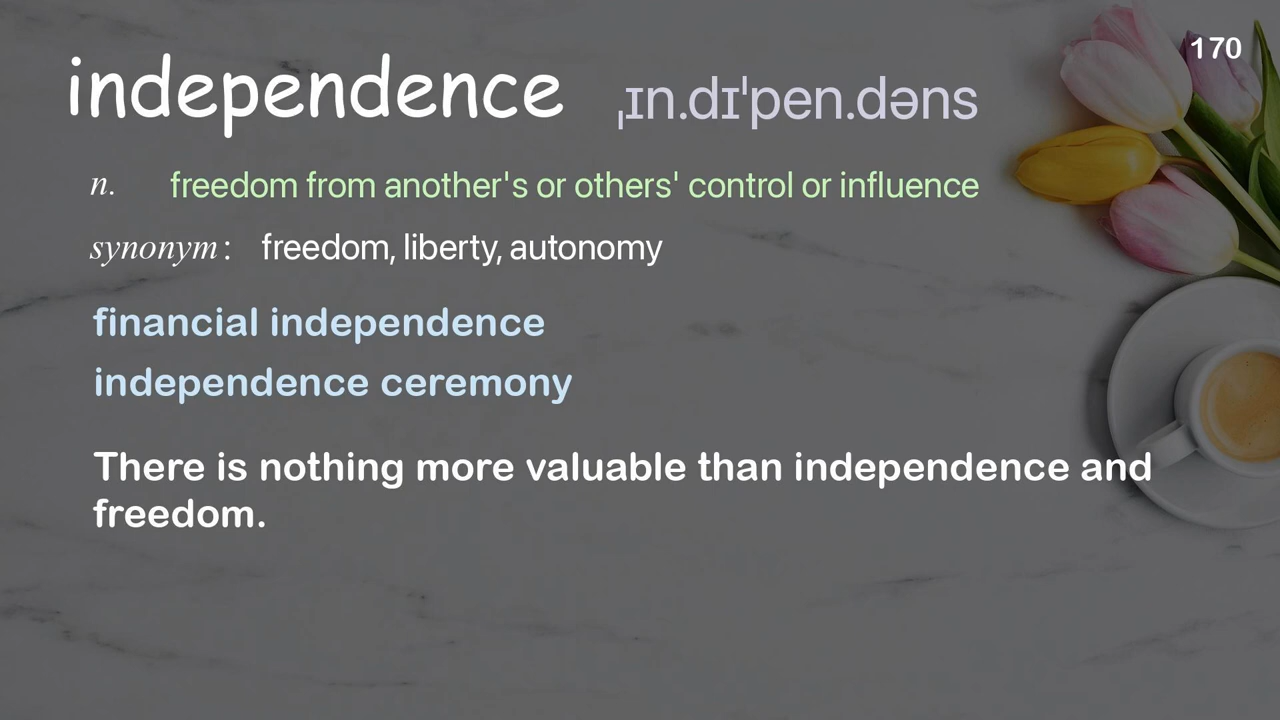 170
independence ˌɪn.dɪˈpen.dəns
n. freedom from another's or others' control or influence
synonym: freedom, liberty, autonomy
financial independence
independence ceremony
There is nothing more valuable than independence and
freedom.